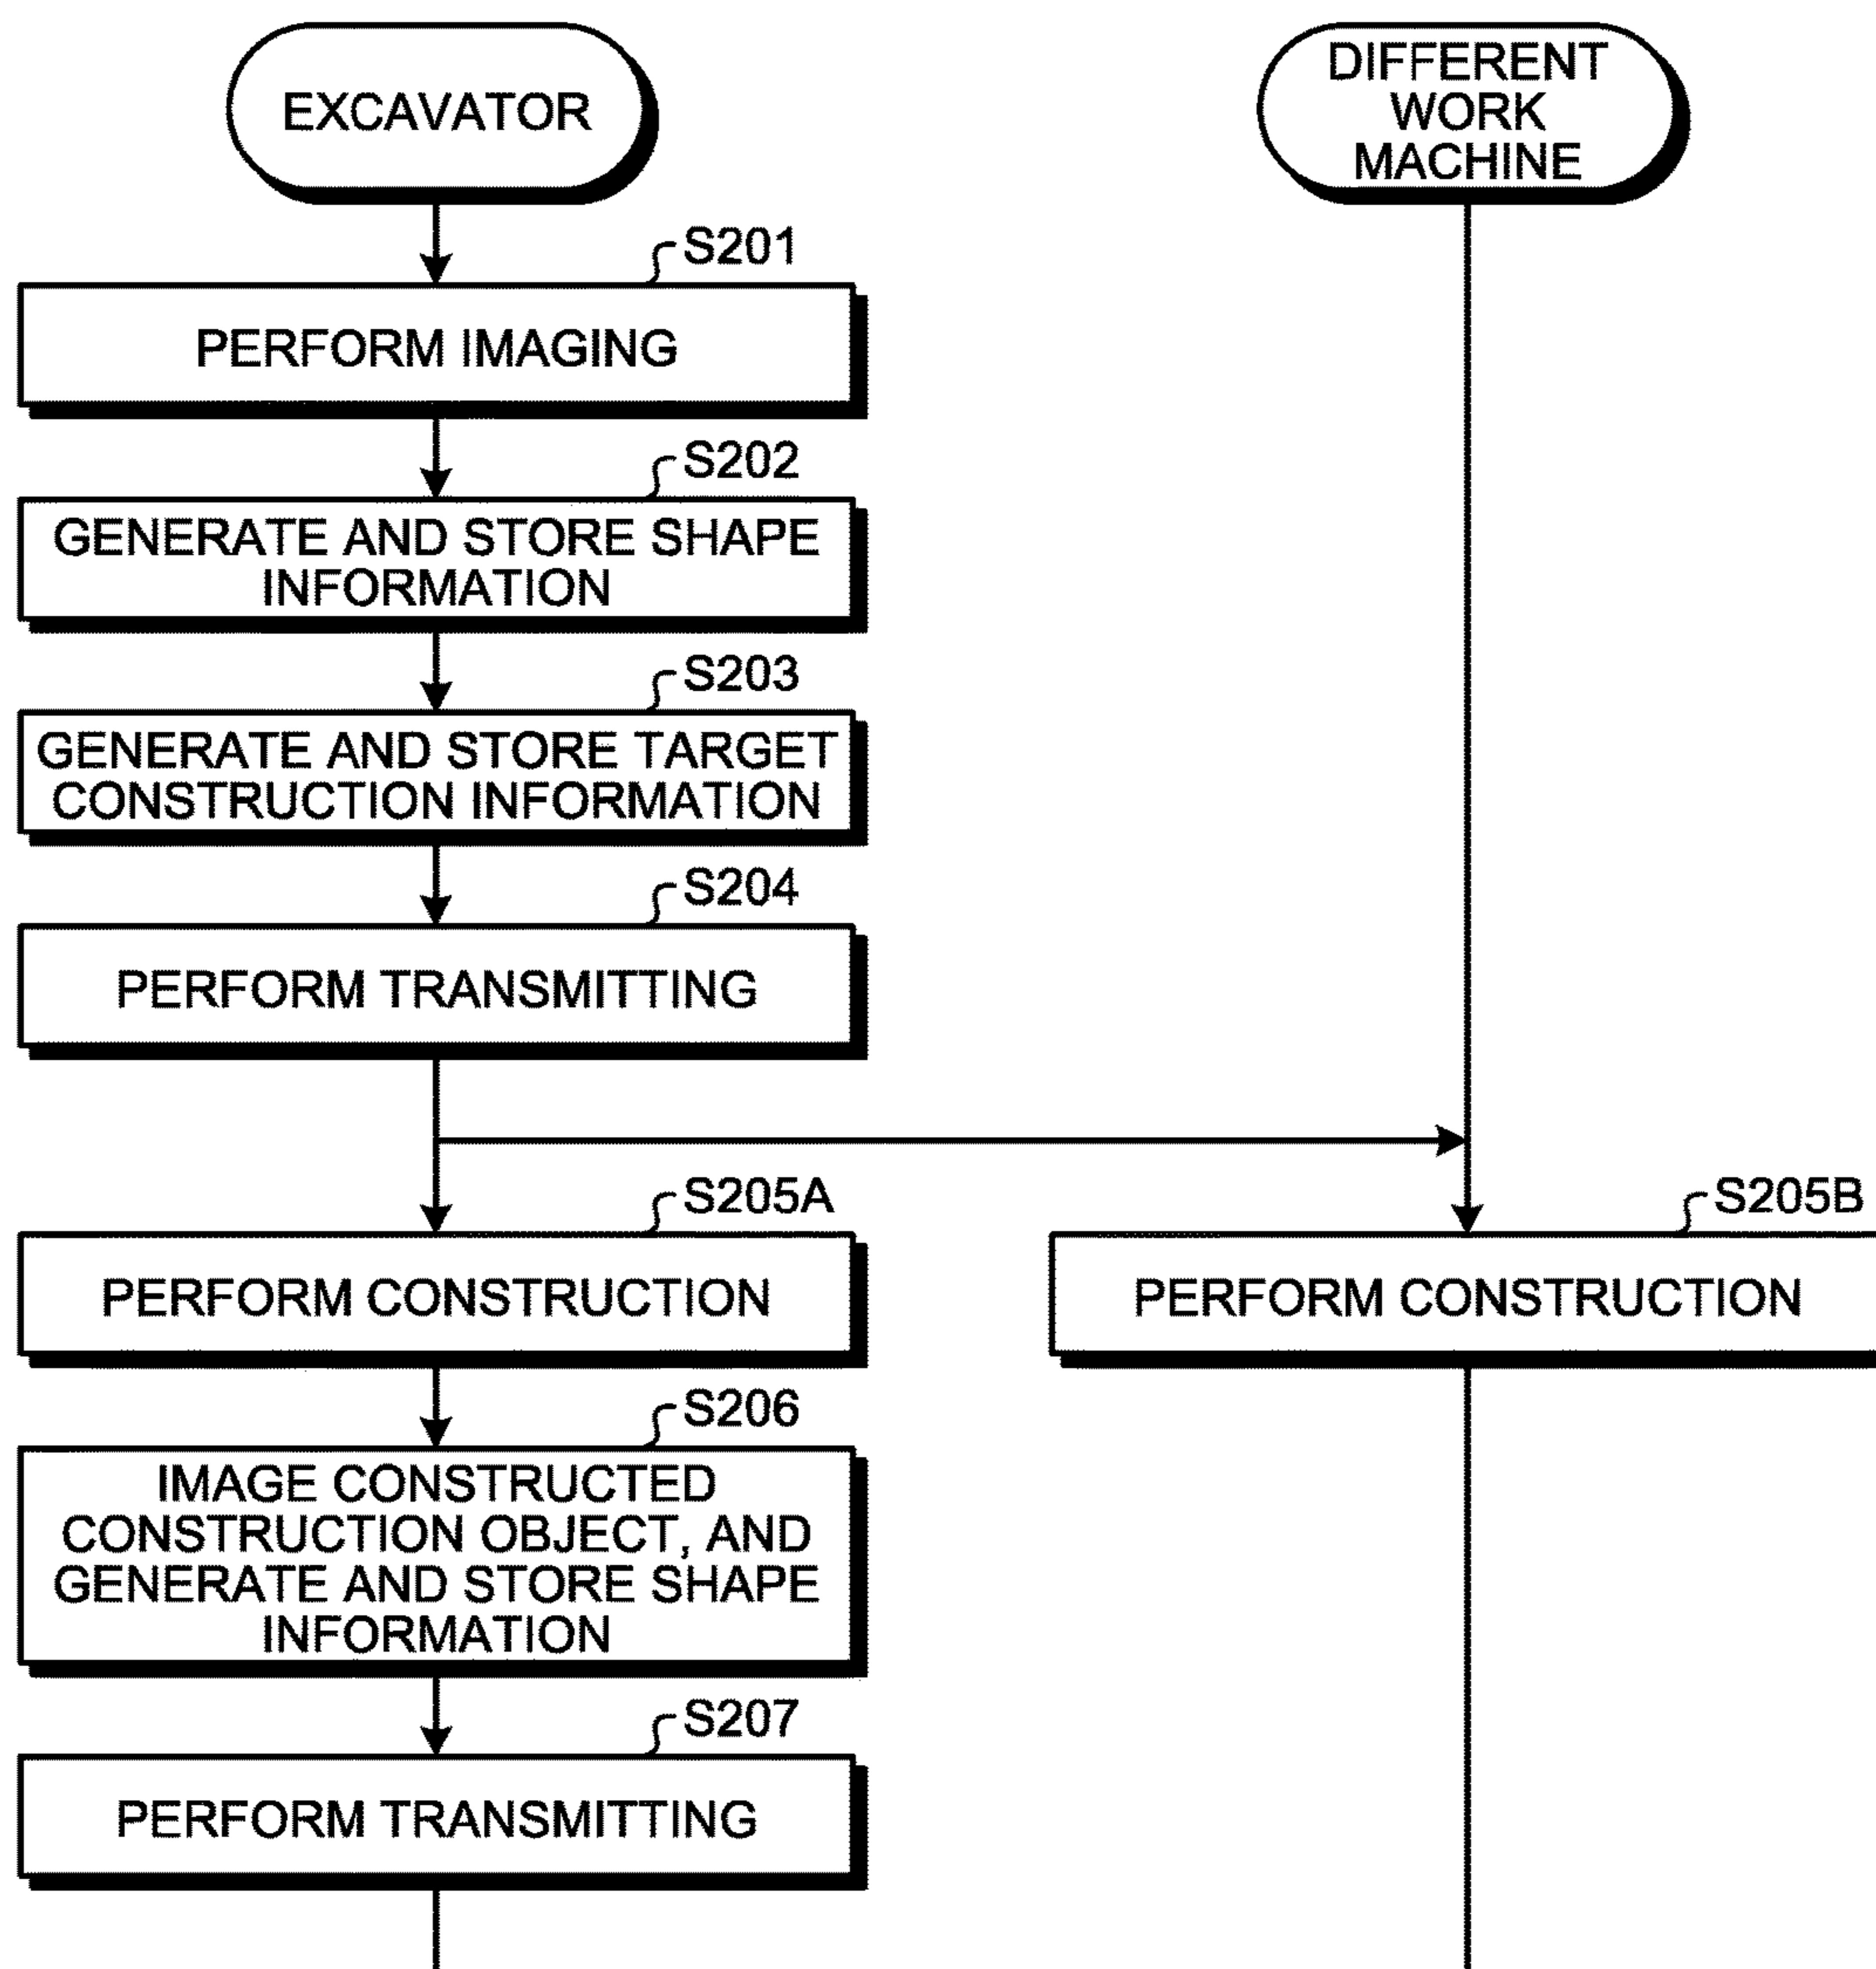 EXCAVATOR
DIFFERENT
WORK
MACHINE
S201
PERFORM IMAGING
S202
GENERATE AND STORE SHAPE
INFORMATION
S203
GENERATE AND STORE TARGET
CONSTRUCTION INFORMATION
S204
PERFORM TRANSMITTING
S205A
PERFORM CONSTRUCTION
S205B
PERFORM CONSTRUCTION
S206
IMAGE CONSTRUCTED
CONSTRUCTION OBJECT, AND
GENERATE AND STORE SHAPE
INFORMATION
S207
PERFORM TRANSMITTING